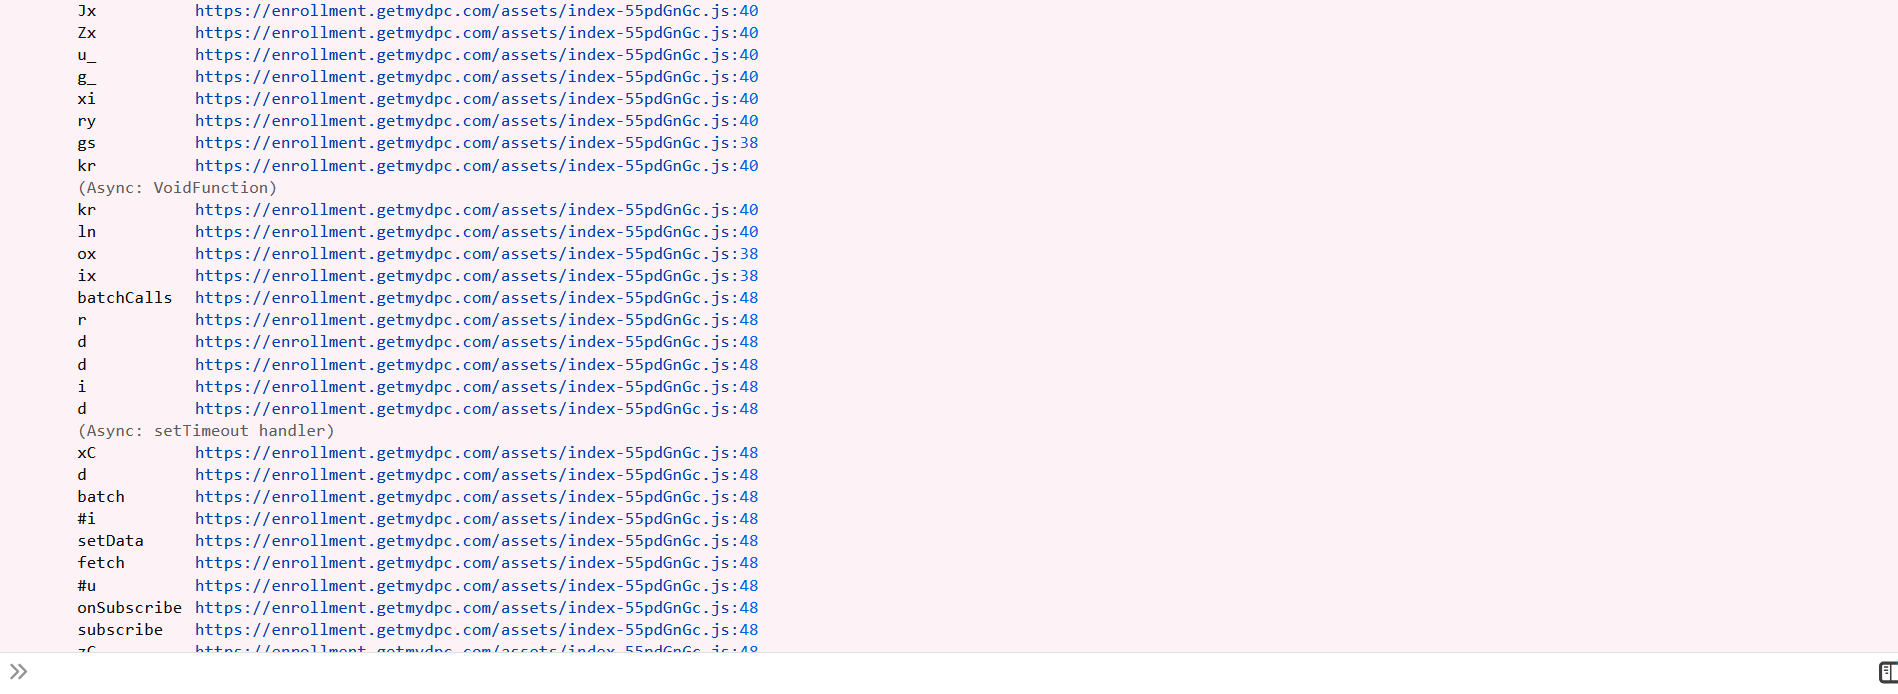 Jx https://enrollment.getmydpc.com/assets/index-55pdGnGc.js:40
Zx https://enrollment.getmydpc.com/assets/index-55pdGnGc.js:40
u_ https://enrollment.getmydpc.com/assets/index-55pdGnGc.js:40
g_ https://enrollment.getmydpc.com/assets/index-55pdGnGc.js:40
xi https://enrollment.getmydpc.com/assets/index-55pdGnGc.js:40
ry https://enrollment.getmydpc.com/assets/index-55pdGnGc.js:40
gs https://enrollment.getmydpc.com/assets/index-55pdGnGc.js:38
kr https://enrollment.getmydpc.com/assets/index-55pdGnGc.js:40
(Async: VoidFunction)
kr https://enrollment.getmydpc.com/assets/index-55pdGnGc.js:40
ln https://enrollment.getmydpc.com/assets/index-55pdGnGc.js:40
ox https://enrollment.getmydpc.com/assets/index-55pdGnGc.js:38
ix https://enrollment.getmydpc.com/assets/index-55pdGnGc.js:38
batchCalls https://enrollment.getmydpc.com/assets/index-55pdGnGc.js:48
r https://enrollment.getmydpc.com/assets/index-55pdGnGc.js:48
d https://enrollment.getmydpc.com/assets/index-55pdGnGc.js:48
d https://enrollment.getmydpc.com/assets/index-55pdGnGc.js:48
i https://enrollment.getmydpc.com/assets/index-55pdGnGc.js:48
d https://enrollment.getmydpc.com/assets/index-55pdGnGc.js:48
(Async: setTimeout handler)
xC https://enrollment.getmydpc.com/assets/index-55pdGnGc.js:48
d https://enrollment.getmydpc.com/assets/index-55pdGnGc.js:48
batch https://enrollment.getmydpc.com/assets/index-55pdGnGc.js:48
#i https://enrollment.getmydpc.com/assets/index-55pdGnGc.js:48
setData https://enrollment.getmydpc.com/assets/index-55pdGnGc.js:48
fetch https://enrollment.getmydpc.com/assets/index-55pdGnGc.js:48
#u https://enrollment.getmydpc.com/assets/index-55pdGnGc.js:48
onSubscribe https://enrollment.getmydpc.com/assets/index-55pdGnGc.js:48
subscribe https://enrollment.getmydpc.com/assets/index-55pdGnGc.js:48
https://enrollment.getmydpc.com/assets/index-55pdGnGc.js:48